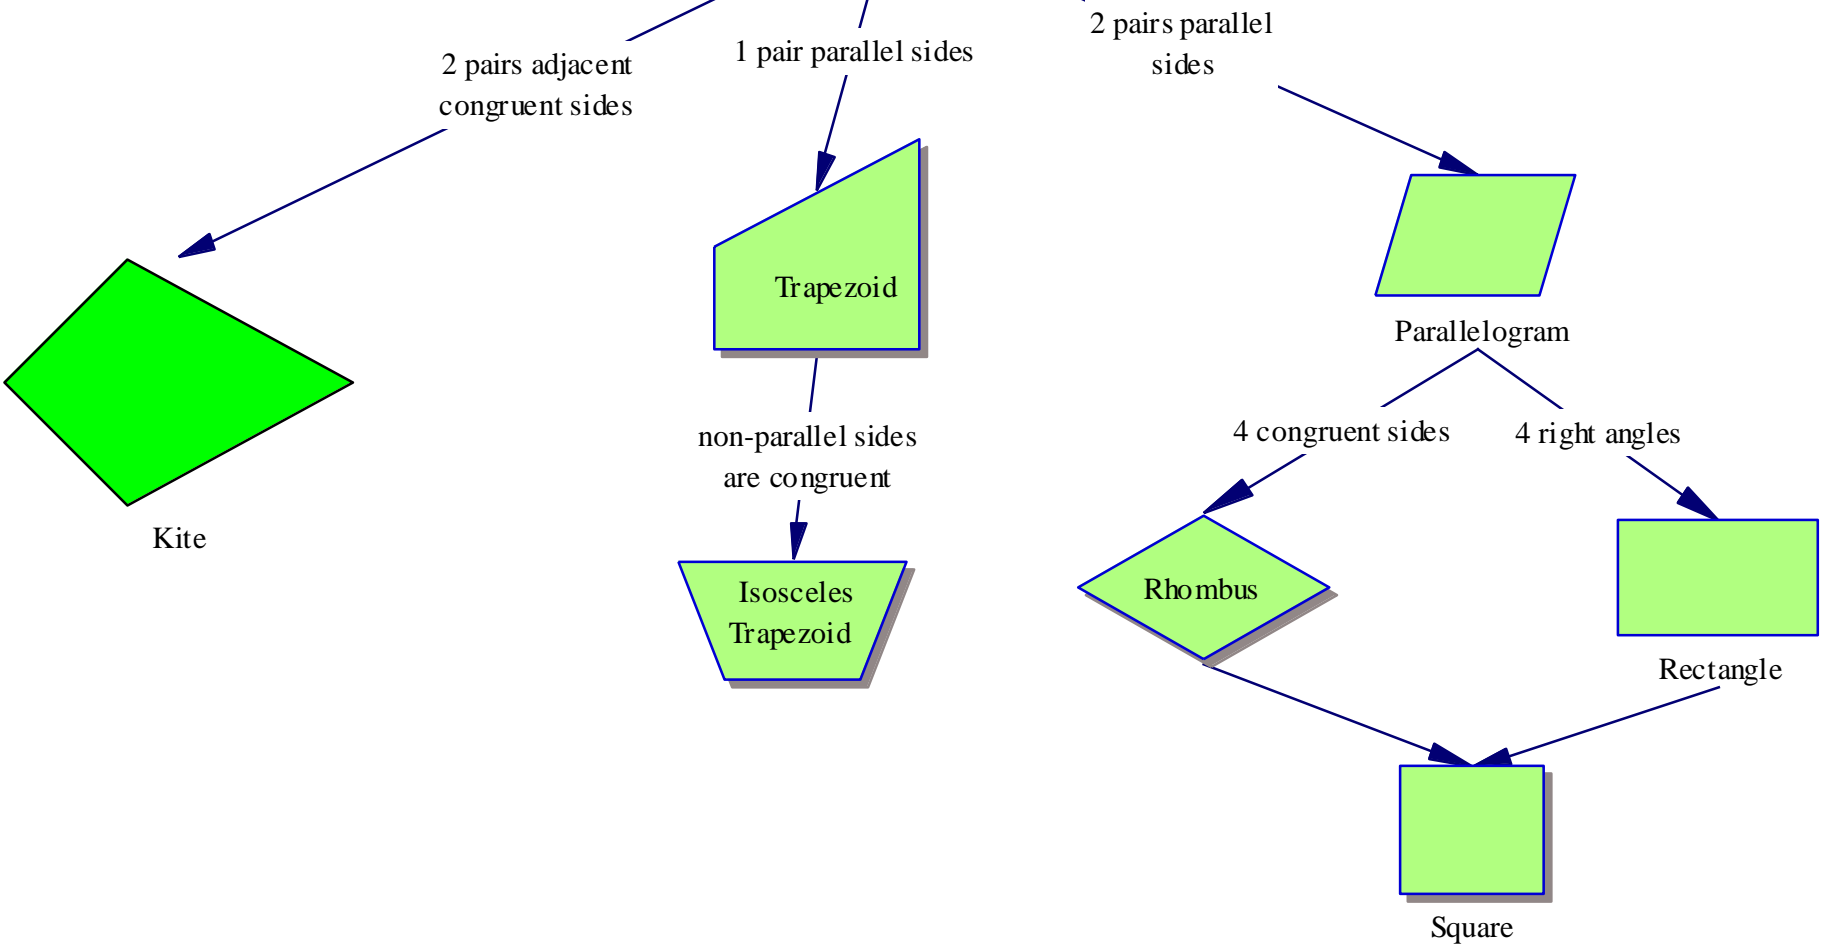 2 pairs adjacent
congruent sides
1 pair parallel sides
2 pairs parallel
sides
Trapezoid
Parallelogram
Kite
non-parallel sides
are congruent
4 congruent sides
4 right angles
Isosceles
Trapezoid
Rhombus
Rectangle
Square